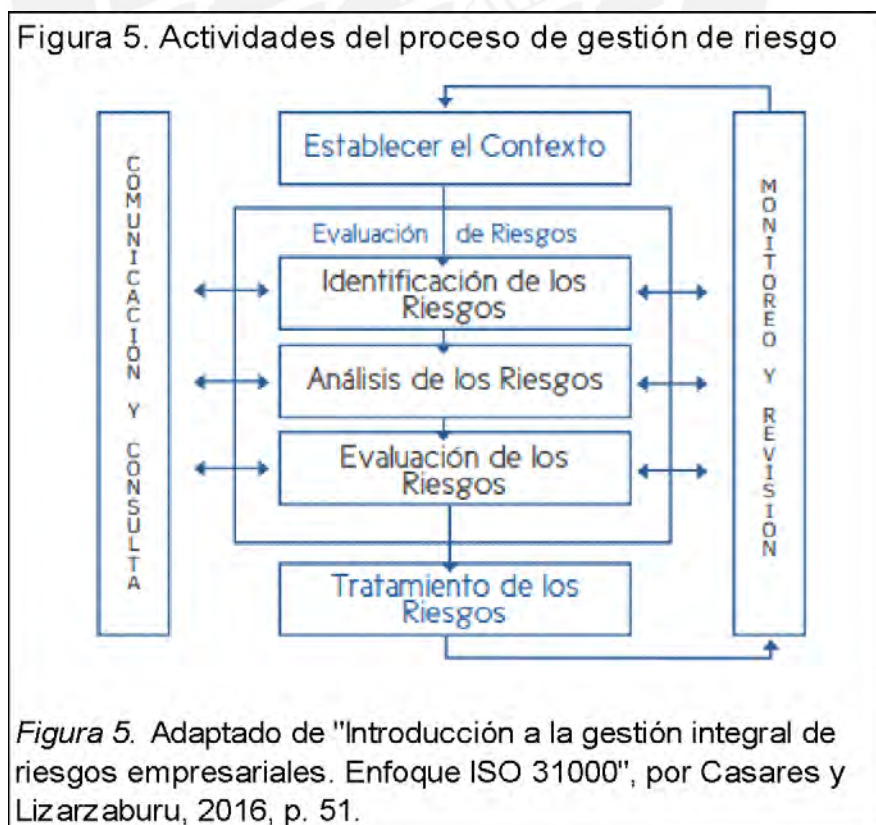 Figura 5. Actividades del proceso de gestión de riesgo
COMUNICACIÓN Y CONSULTA
Establecer el Contexto
Evaluación de Riesgos
Identificación de los
Riesgos
Análisis de los Riesgos
Evaluación de los
Riesgos
Tratamiento de los
Riesgos
MONITOREO Y REVISIÓN
Figura 5. Adaptado de "Introducción a la gestión integral de
riesgos empresariales. Enfoque ISO 31000", por Casares y
Lizarzaburu, 2016, p. 51.